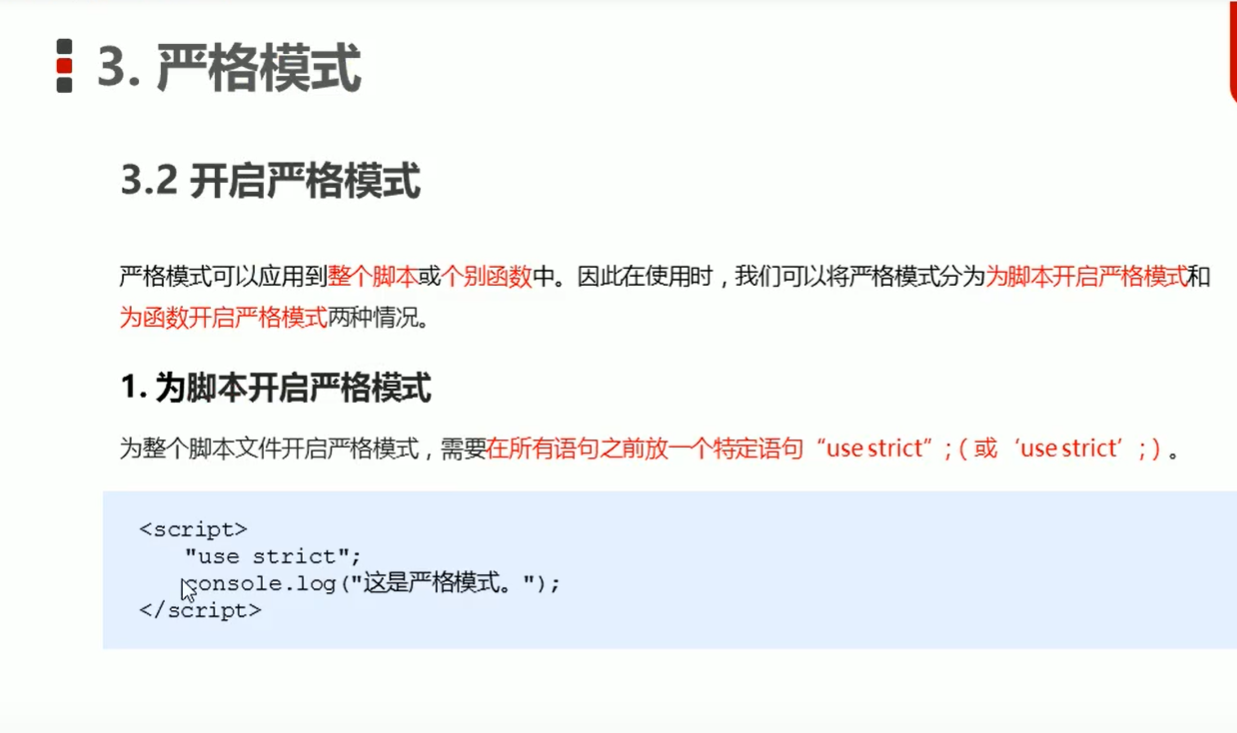 3. 严格模式
3.2 开启严格模式
严格模式可以应用到整个脚本或个别函数中。因此在使用时，我们可以将严格模式分为为脚本开启严格模式和
为函数开启严格模式两种情况。
1. 为脚本开启严格模式
为整个脚本文件开启严格模式，需要在所有语句之前放一个特定语句“use strict”;(或‘use strict’;)。
<script>
"use strict";
console.log("这是严格模式。");
</script>